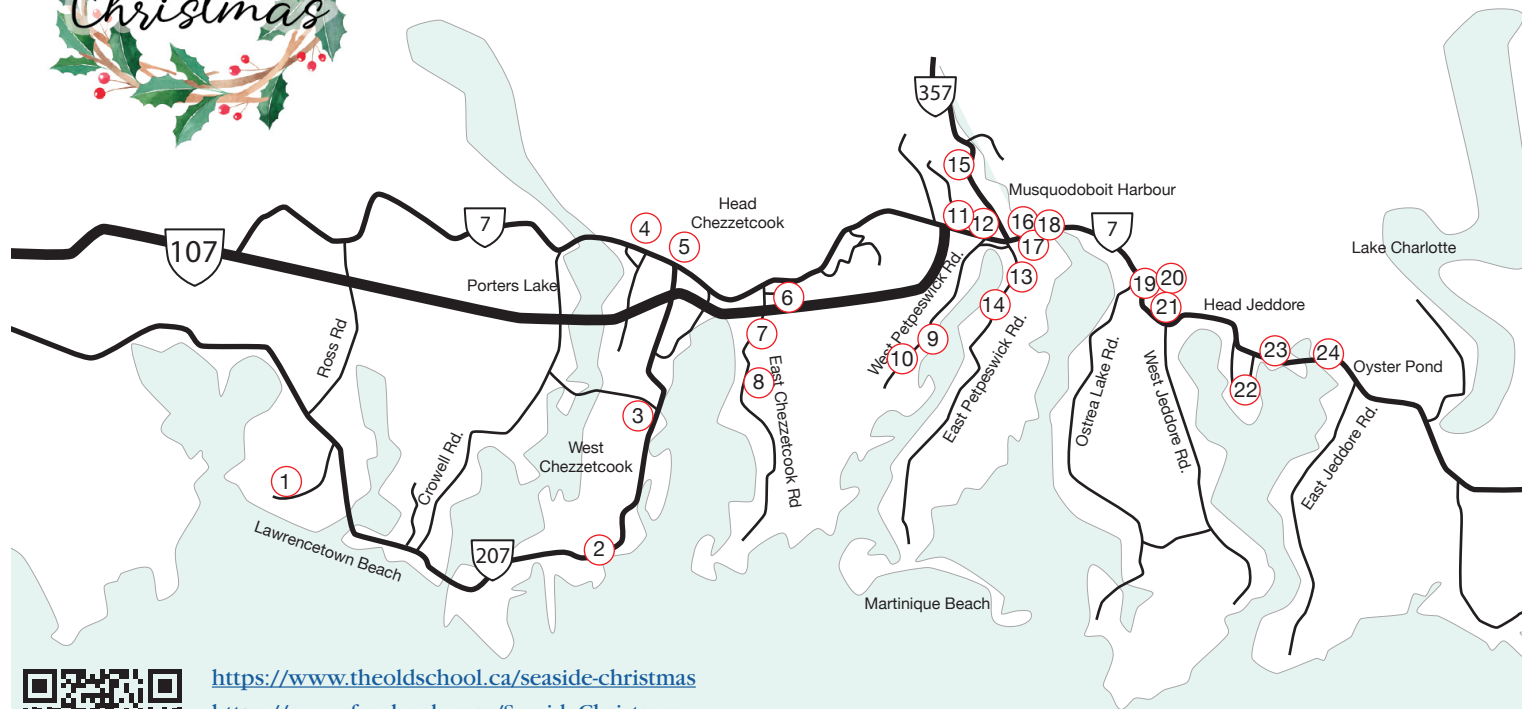 Christmas
357
15
Musquodoboit Harbour
Head
Chezzetcook
11
12
16
18
17
7
4
5
7
107
Lake Charlotte
Porters Lake
6
13
14
19
20
21
Head Jeddore
West Petpeswick Rd.
9
10
7
8
East Chezzetcook Rd
East Petpeswick Rd.
Ross Rd
Ostrea Lake Rd.
West Jeddore Rd.
23
24
22
Oyster Pond
East Jeddore Rd.
3
West
Chezzetcook
Crowell Rd.
1
Lawrencetown Beach
207
2
Martinique Beach
https://www.theoldschool.ca/seaside-christmas